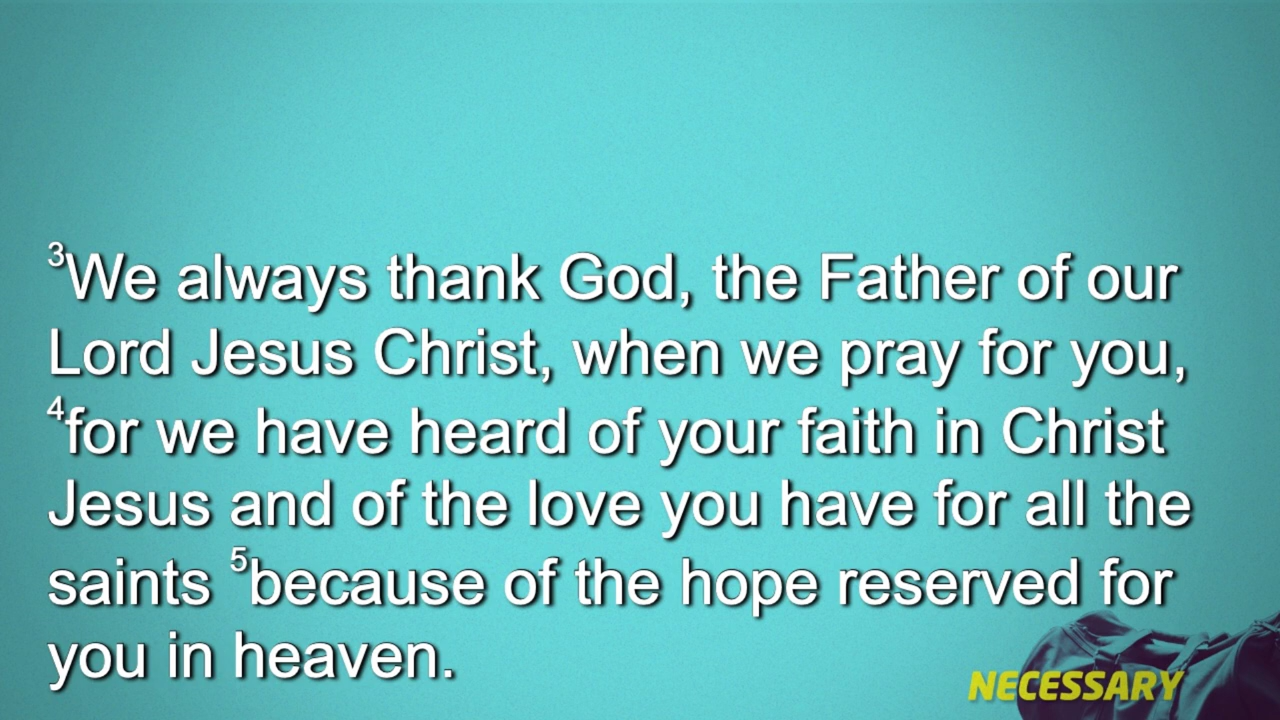 ³We always thank God, the Father of our
Lord Jesus Christ, when we pray for you,
⁴for we have heard of your faith in Christ
Jesus and of the love you have for all the
saints ⁵because of the hope reserved for
you in heaven.
NECESSARY